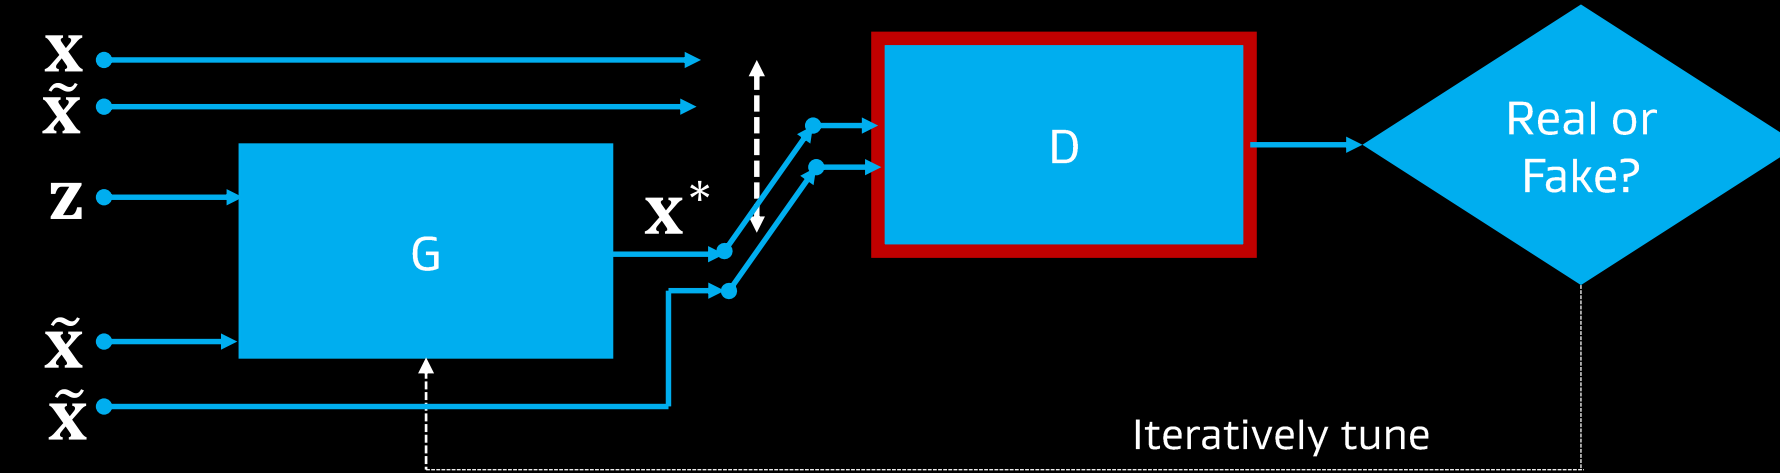 x
x̃
z
G
x*
D
Real or
Fake?
x̃
x̃
Iteratively tune